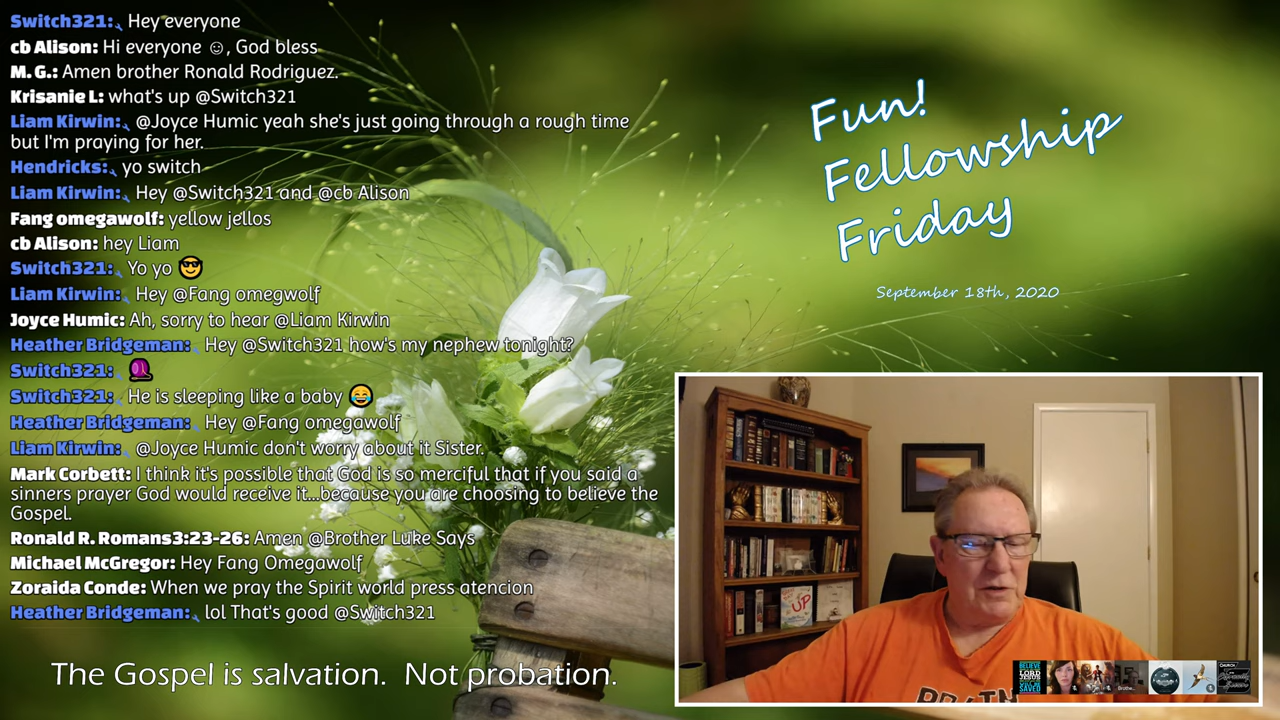 Switch321: Hey everyone
cb Alison: Hi everyone ☺, God bless
M. G.: Amen brother Ronald Rodriguez.
Krisanie L: what's up @Switch321
Liam Kirwin: @Joyce Humic yeah she's just going through a rough time
but I'm praying for her.
Hendricks: yo switch
Liam Kirwin: Hey @Switch321 and @cb Alison
Fang omegawolf: yellow jellos
cb Alison: hey Liam
Switch321: Yo yo 😎
Liam Kirwin: Hey @Fang omegwolf
Joyce Humic: Ah, sorry to hear @Liam Kirwin
Heather Bridgeman: Hey @Switch321 how's my nephew tonight?
Switch321:
Switch321: He is sleeping like a baby 😂
Heather Bridgeman: Hey @Fang omegawolf
Liam Kirwin: @Joyce Humic don't worry about it Sister.
Mark Corbett: I think it's possible that God is so merciful that if you said a
sinners prayer God would receive it...because you are choosing to believe the
Gospel.
Ronald R. Romans3:23-26: Amen @Brother Luke Says
Michael McGregor: Hey Fang Omegawolf
Zoraida Conde: When we pray the Spirit world press atencion
Heather Bridgeman: lol That's good @Switch321
The Gospel is salvation. Not probation.
Fun!
Fellowship
Friday
September 18th, 2020
UP
BELIEVE
LORD
JESUS
SAVED
CHURCH